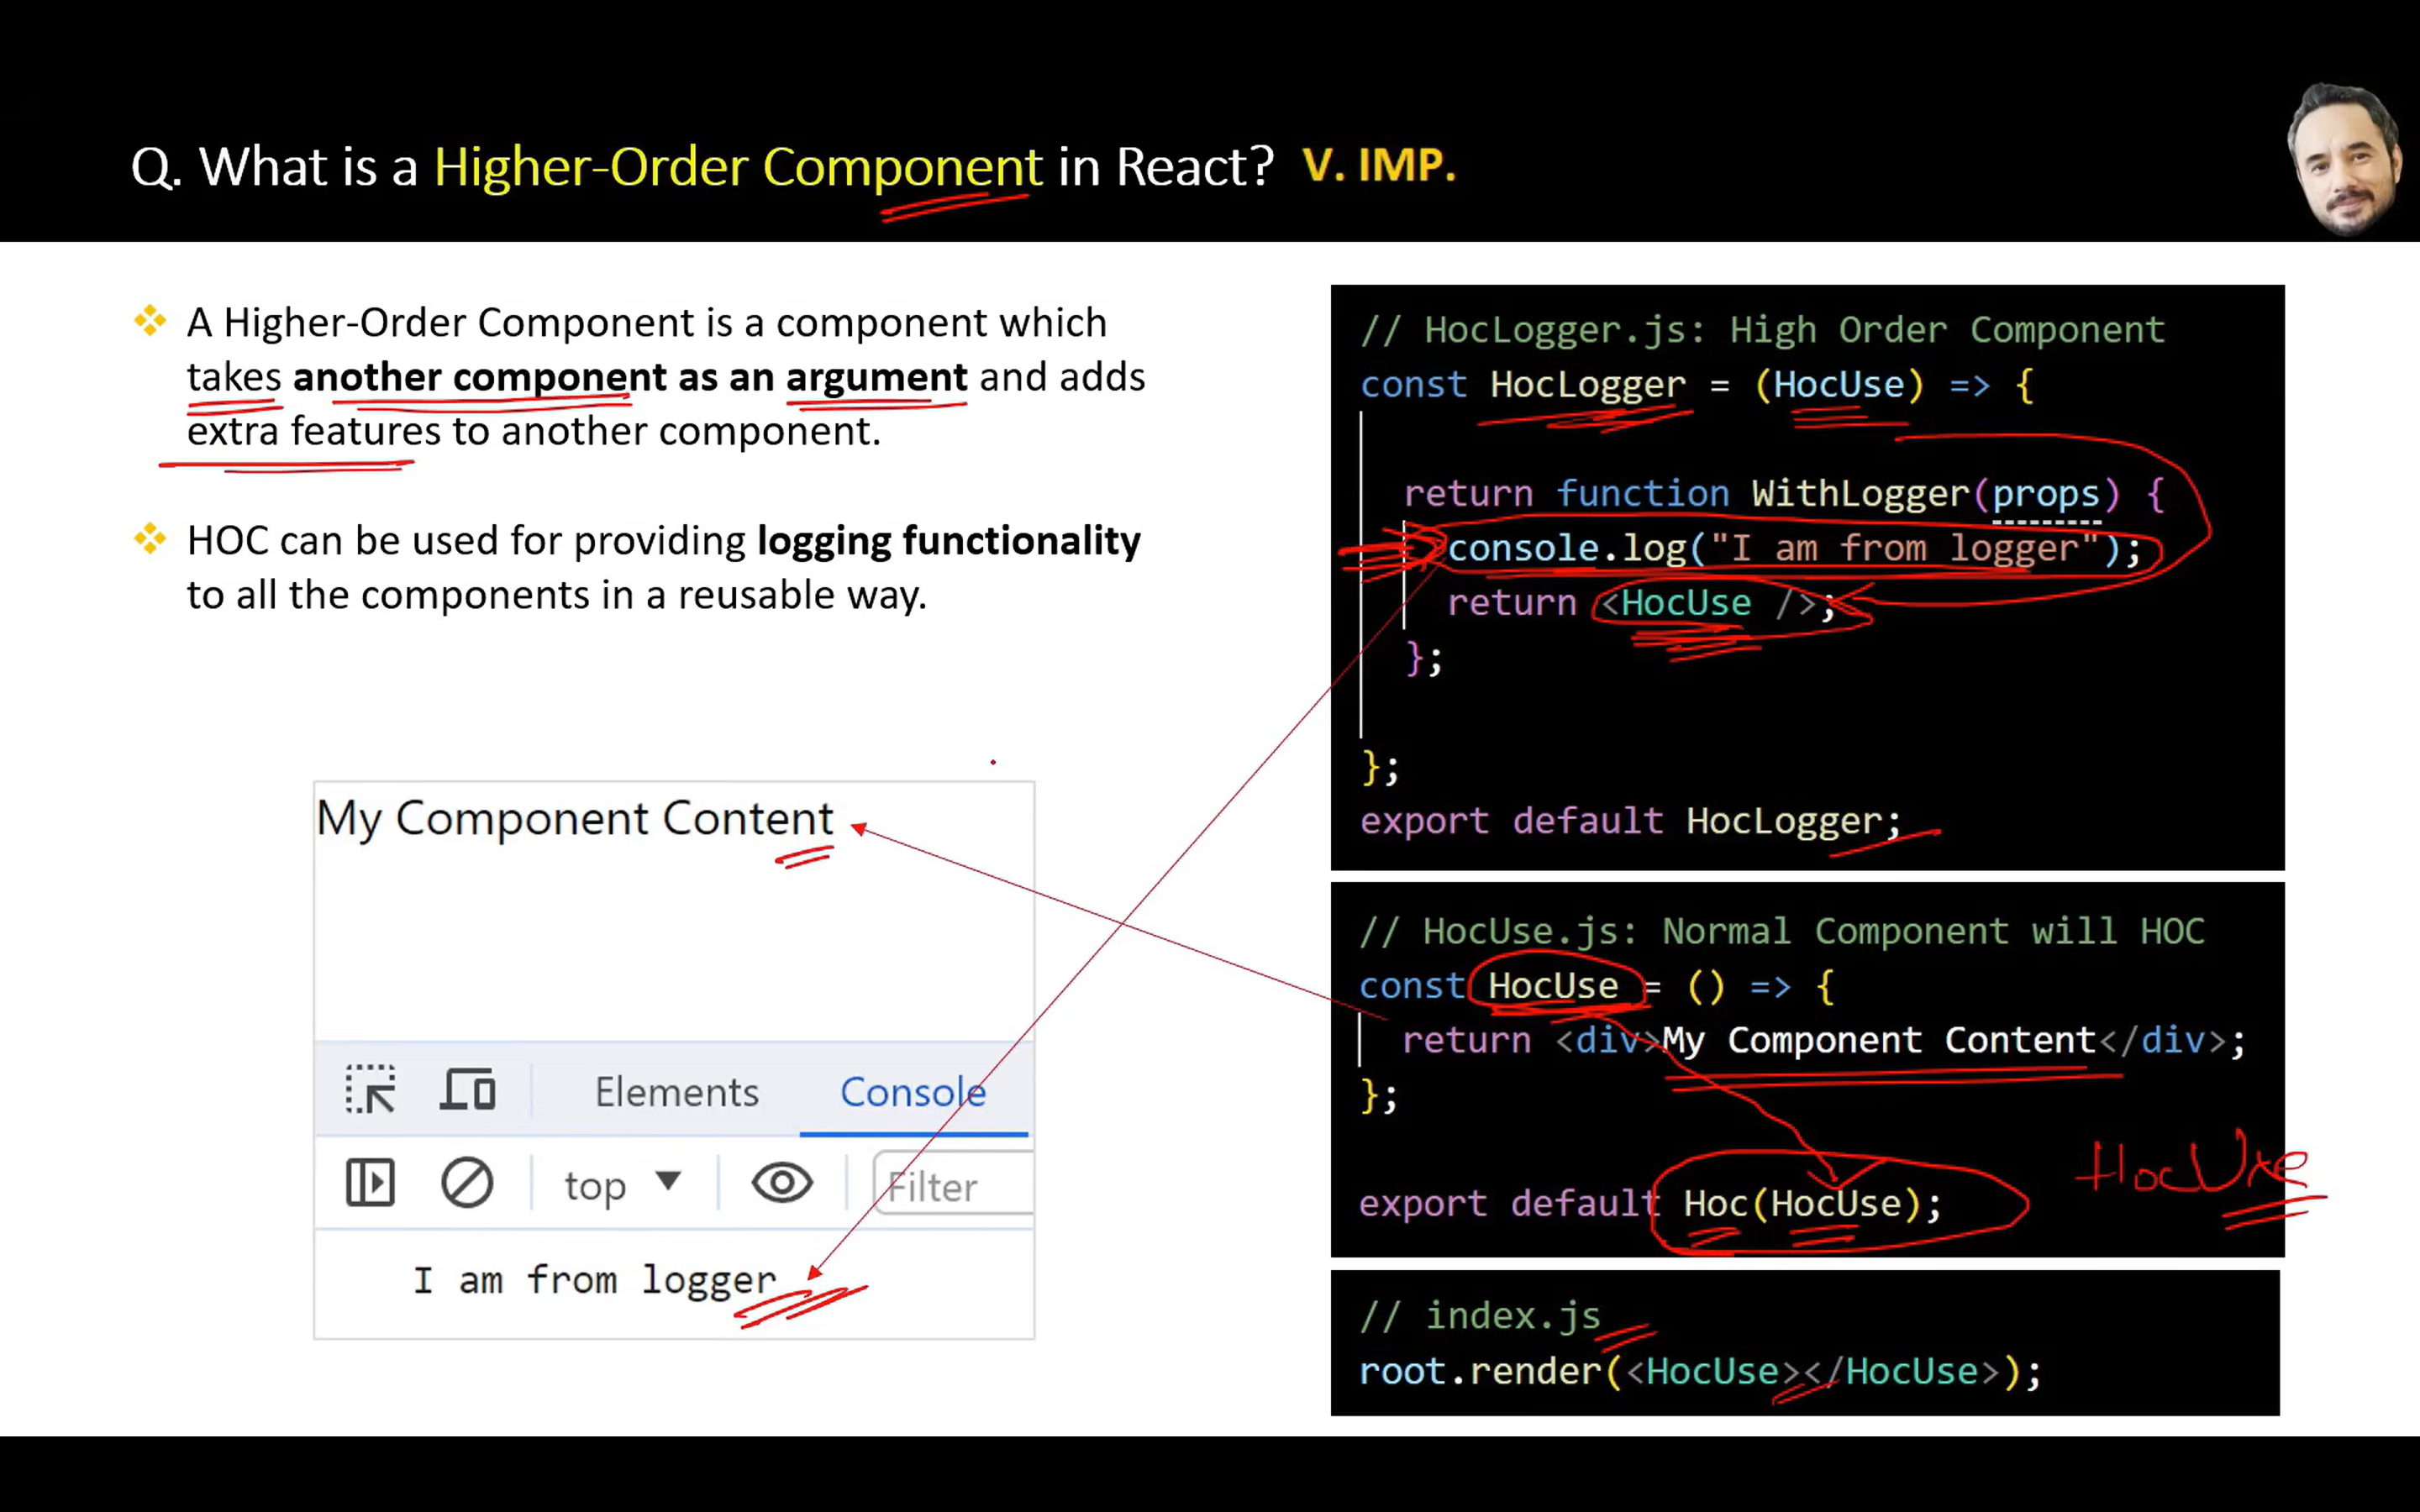 Q. What is a Higher-Order Component in React? V. IMP.
❖ A Higher-Order Component is a component which
takes another component as an argument and adds
extra features to another component.
❖ HOC can be used for providing logging functionality
to all the components in a reusable way.
My Component Content
Elements Console
top Filter
I am from logger
// HocLogger.js: High Order Component
const HocLogger = (HocUse) => {
return function WithLogger(props) {
console.log("I am from logger");
return <HocUse />;
};
};
export default HocLogger;
// HocUse.js: Normal Component will HOC
const HocUse = () => {
return <div>My Component Content</div>;
};
HocUse
export default Hoc(HocUse);
// index.js
root.render(<HocUse></HocUse>);